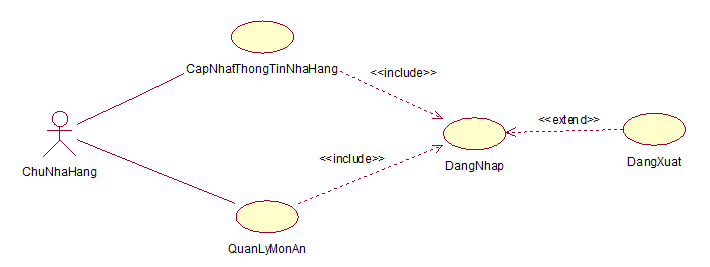 CapNhatThongTinNhaHang
<<include>>
ChuNhaHang
<<include>>
DangNhap
<<extend>>
DangXuat
QuanLyMonAn